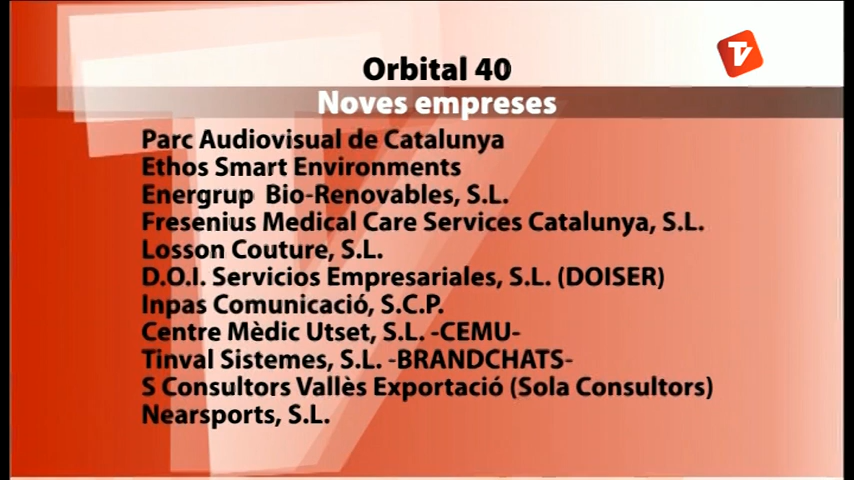 TV
Orbital 40
Noves empreses
Parc Audiovisual de Catalunya
Ethos Smart Environments
Energrup Bio-Renovables, S.L.
Fresenius Medical Care Services Catalunya, S.L.
Losson Couture, S.L.
D.O.I. Servicios Empresariales, S.L. (DOISER)
Inpas Comunicació, S.C.P.
Centre Mèdic Utset, S.L. -CEMU-
Tinval Sistemes, S.L. -BRANDCHATS-
S Consultors Vallès Exportació (Sola Consultors)
Nearsports, S.L.